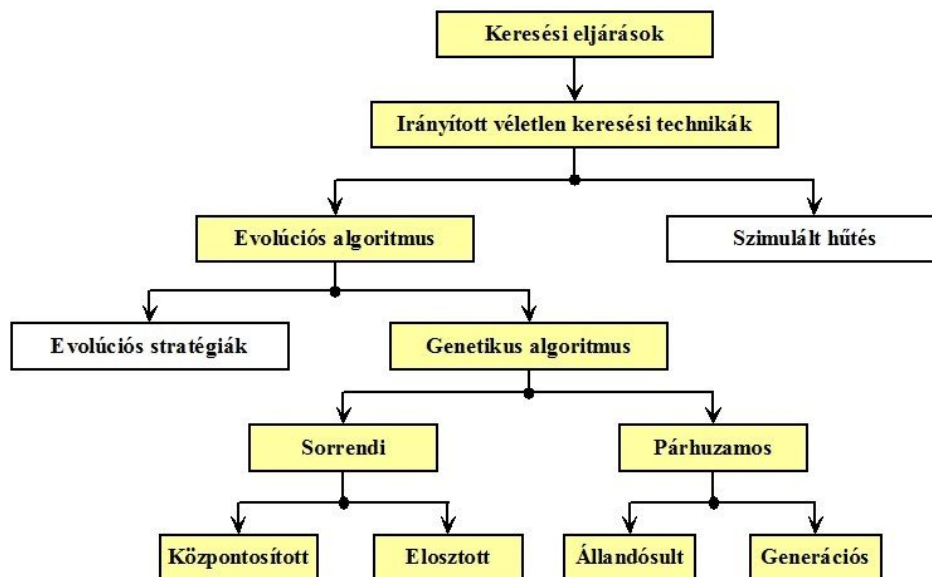 Keresési eljárások
Irányított véletlen keresési technikák
Evolúciós algoritmus
Szimulált hűtés
Evolúciós stratégiák
Genetikus algoritmus
Sorrendi
Párhuzamos
Központosított
Elosztott
Állandósult
Generációs